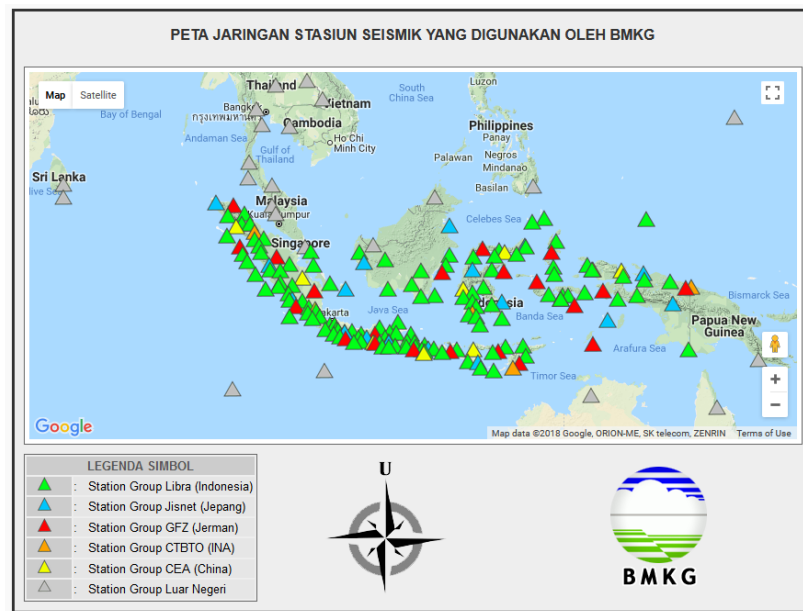 PETA JARINGAN STASIUN SEISMIK YANG DIGUNAKAN OLEH BMKG
Map
Satellite
Thailand
Bangkok
กรุงเทพมหานคร
Vietnam
Cambodia
Ho Chi
Minh City
Bay of Bengal
Andaman Sea
Gulf of
Thailand
South
China Sea
Luzon
Philippines
Panay
Negros
Palawan
Mindanao
Basilan
Sri Lanka
Malaysia
Kuala Lumpur
Singapore
Celebes Sea
Java Sea
Banda Sea
Bismarck Sea
Papua New
Guinea
Arafura Sea
Timor Sea
Google
Map data ©2018 Google, ORION-ME, SK telecom, ZENRIN
Terms of Use
LEGENDA SIMBOL
: Station Group Libra (Indonesia)
: Station Group Jisnet (Jepang)
: Station Group GFZ (Jerman)
: Station Group CTBTO (INA)
: Station Group CEA (China)
: Station Group Luar Negeri
U
BMKG